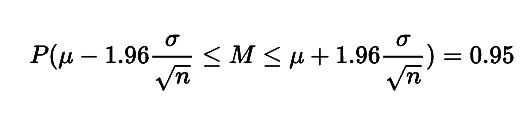 P(μ − 1.96 σ/√n ≤ M ≤ μ + 1.96 σ/√n) = 0.95